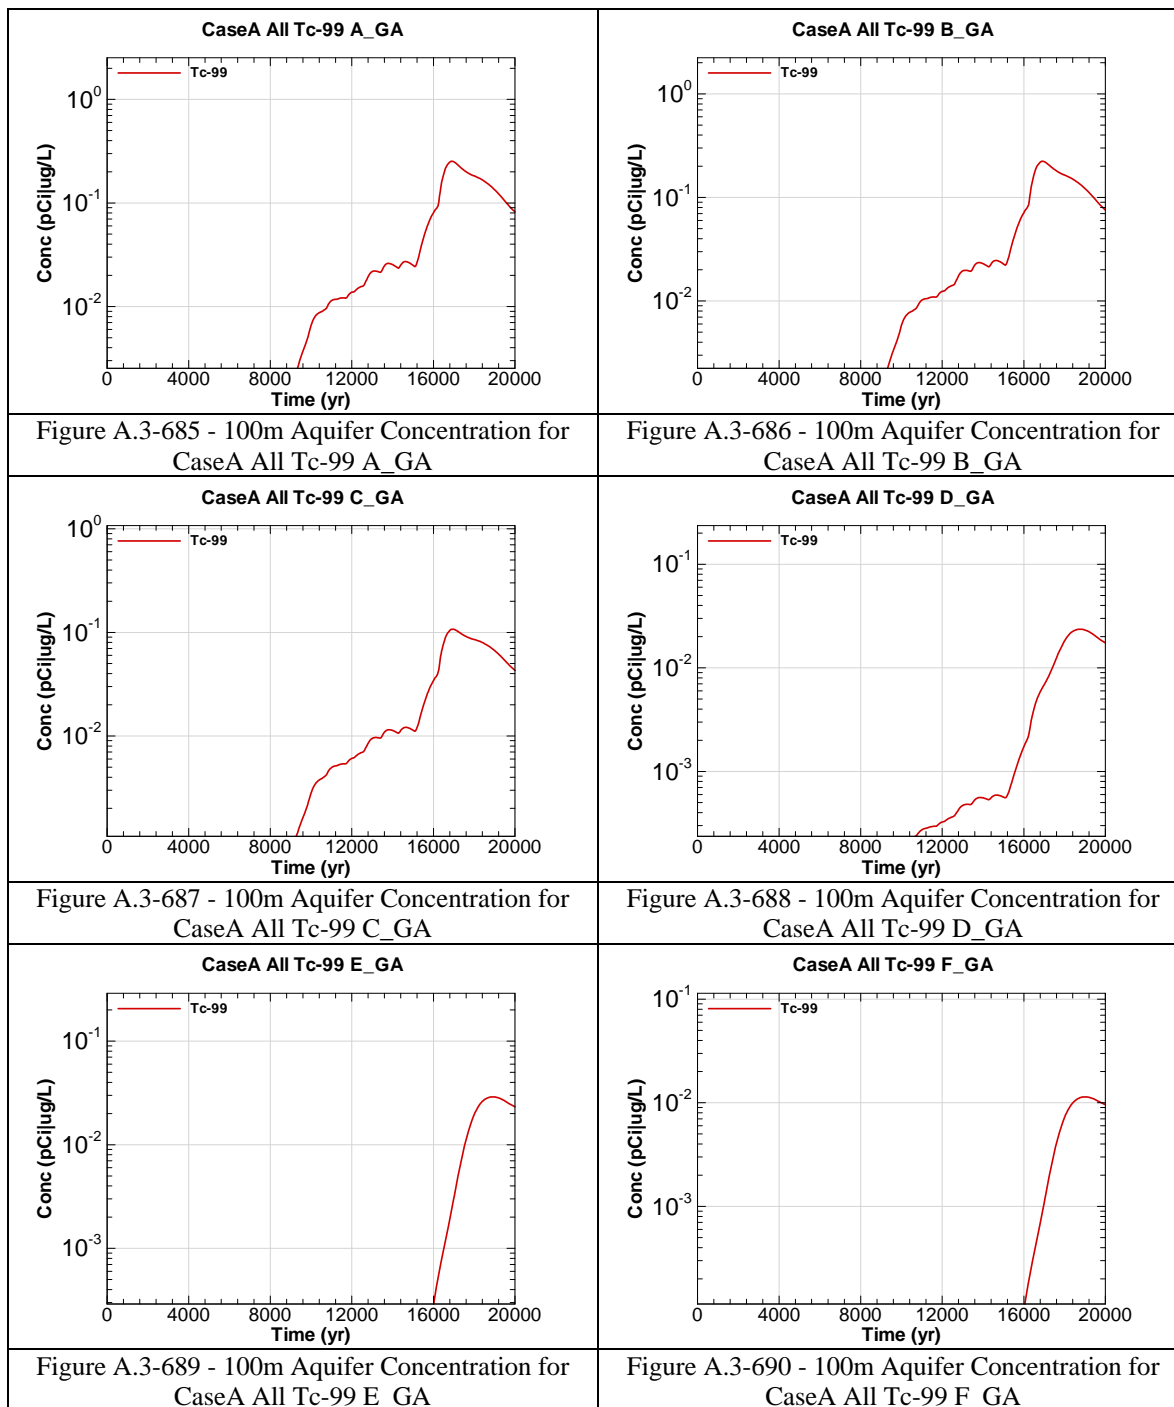 CaseA All Tc-99 A_GA
Tc-99
10^0
10^-1
10^-2
Conc (pCi|ug/L)
0 4000 8000 12000 16000 20000
Time (yr)
Figure A.3-685 - 100m Aquifer Concentration for
CaseA All Tc-99 A_GA
CaseA All Tc-99 B_GA
Tc-99
10^0
10^-1
10^-2
Conc (pCi|ug/L)
0 4000 8000 12000 16000 20000
Time (yr)
Figure A.3-686 - 100m Aquifer Concentration for
CaseA All Tc-99 B_GA
CaseA All Tc-99 C_GA
Tc-99
10^0
10^-1
10^-2
Conc (pCi|ug/L)
0 4000 8000 12000 16000 20000
Time (yr)
Figure A.3-687 - 100m Aquifer Concentration for
CaseA All Tc-99 C_GA
CaseA All Tc-99 D_GA
Tc-99
10^-1
10^-2
10^-3
Conc (pCi|ug/L)
0 4000 8000 12000 16000 20000
Time (yr)
Figure A.3-688 - 100m Aquifer Concentration for
CaseA All Tc-99 D_GA
CaseA All Tc-99 E_GA
Tc-99
10^-1
10^-2
10^-3
Conc (pCi|ug/L)
0 4000 8000 12000 16000 20000
Time (yr)
Figure A.3-689 - 100m Aquifer Concentration for
CaseA All Tc-99 E_GA
CaseA All Tc-99 F_GA
Tc-99
10^-1
10^-2
10^-3
Conc (pCi|ug/L)
0 4000 8000 12000 16000 20000
Time (yr)
Figure A.3-690 - 100m Aquifer Concentration for
CaseA All Tc-99 F_GA